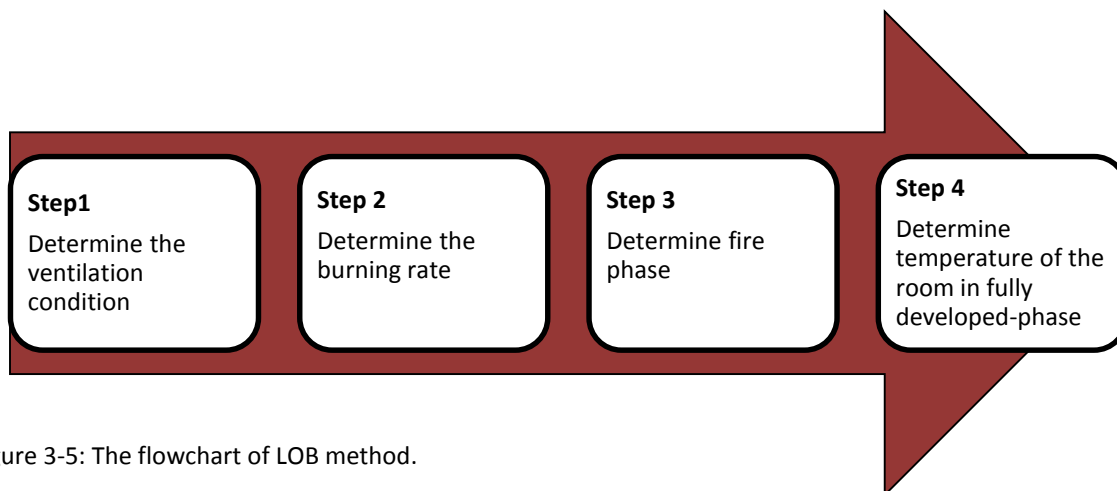 Step1
Determine the
ventilation
condition
Step 2
Determine the
burning rate
Step 3
Determine fire
phase
Step 4
Determine
temperature of the
room in fully
developed-phase
gure 3-5: The flowchart of LOB method.